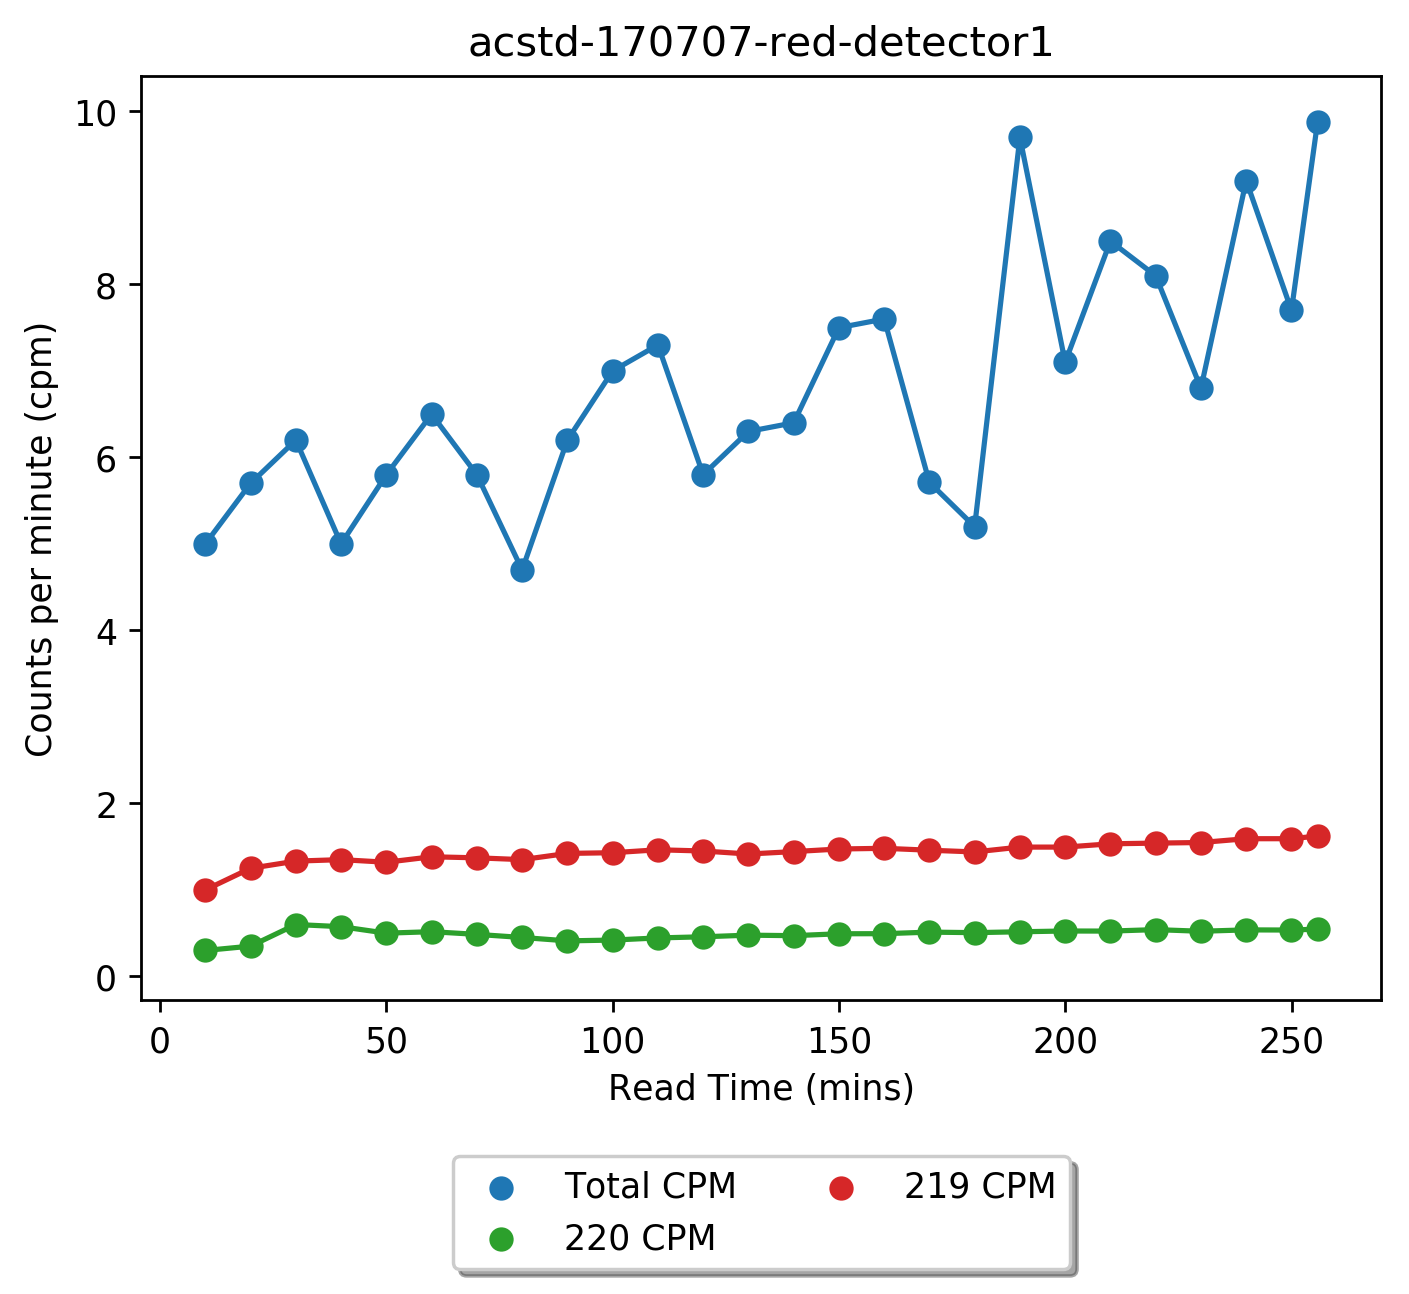 acstd-170707-red-detector1
Counts per minute (cpm)
10
8
6
4
2
0
0 50 100 150 200 250
Read Time (mins)
Total CPM 219 CPM
220 CPM